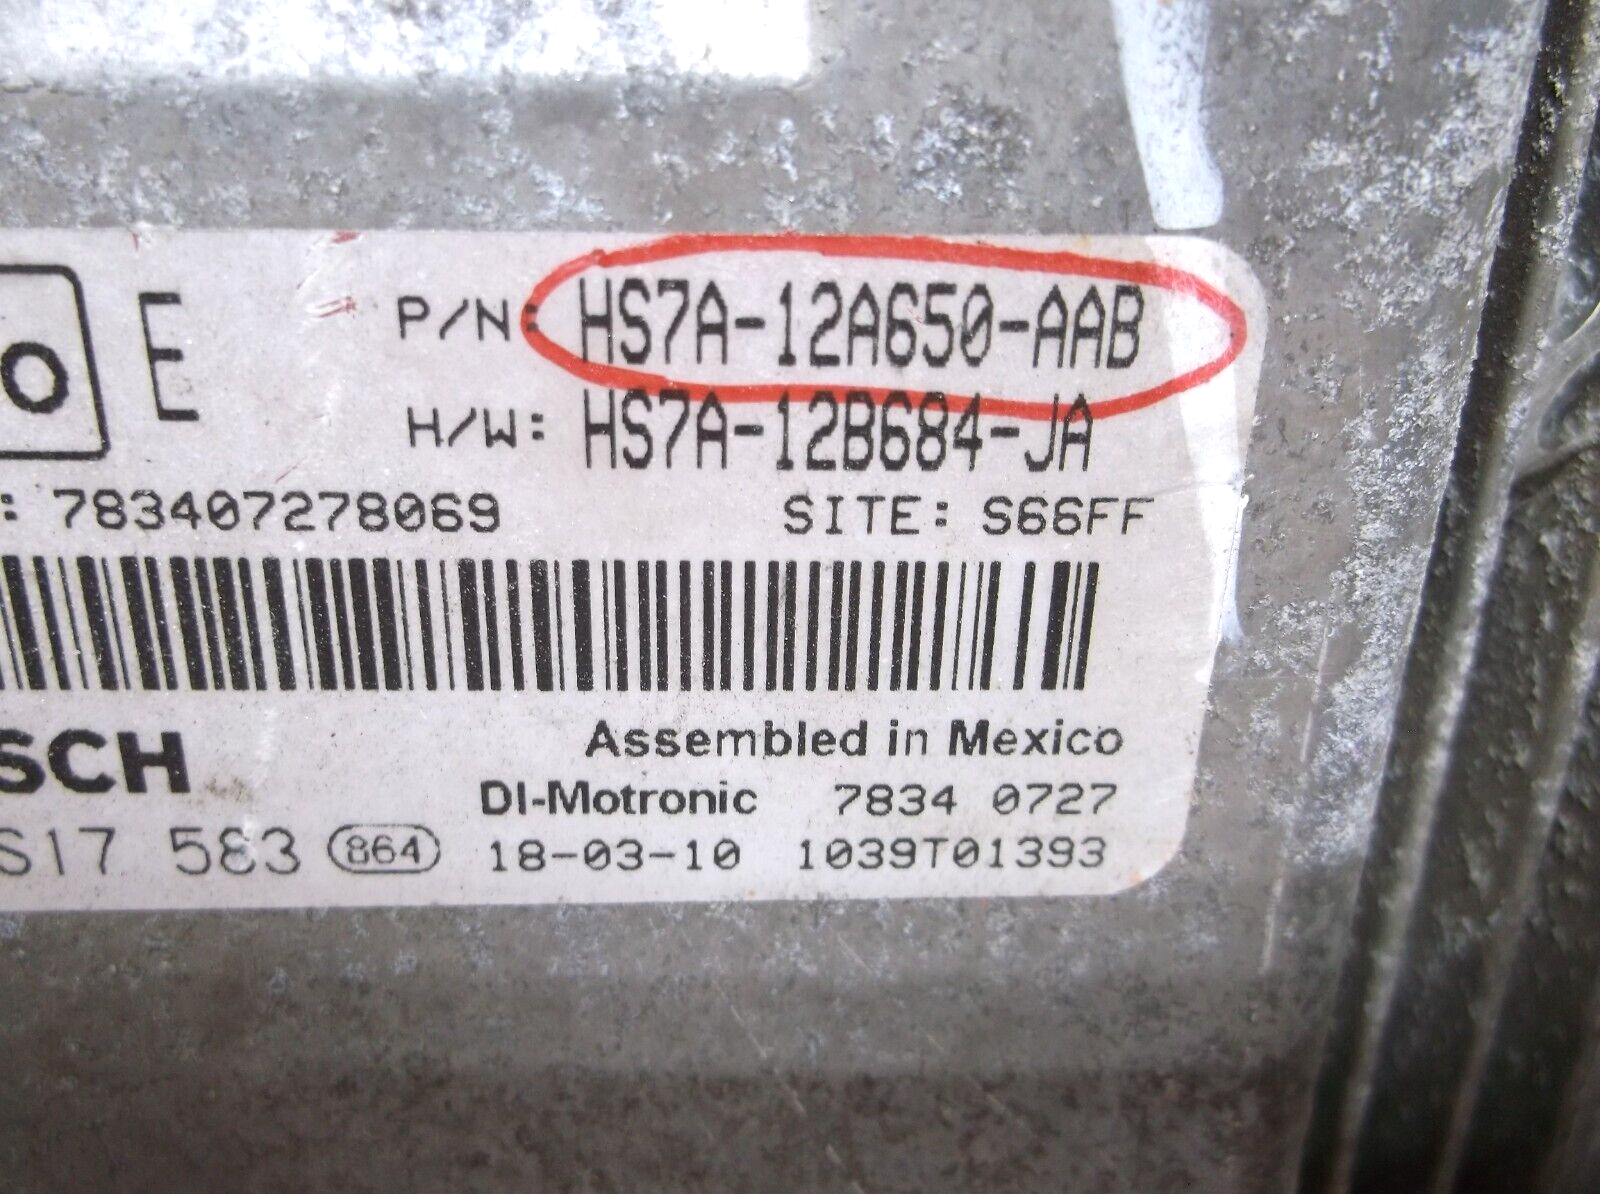 E P/N: HS7A-12A650-AAB
H/W: HS7A-12B684-JA
: 783407278069 SITE: S66FF
SCH Assembled in Mexico
DI-Motronic 7834 0727
S17 583 864 18-03-10 1039T01393